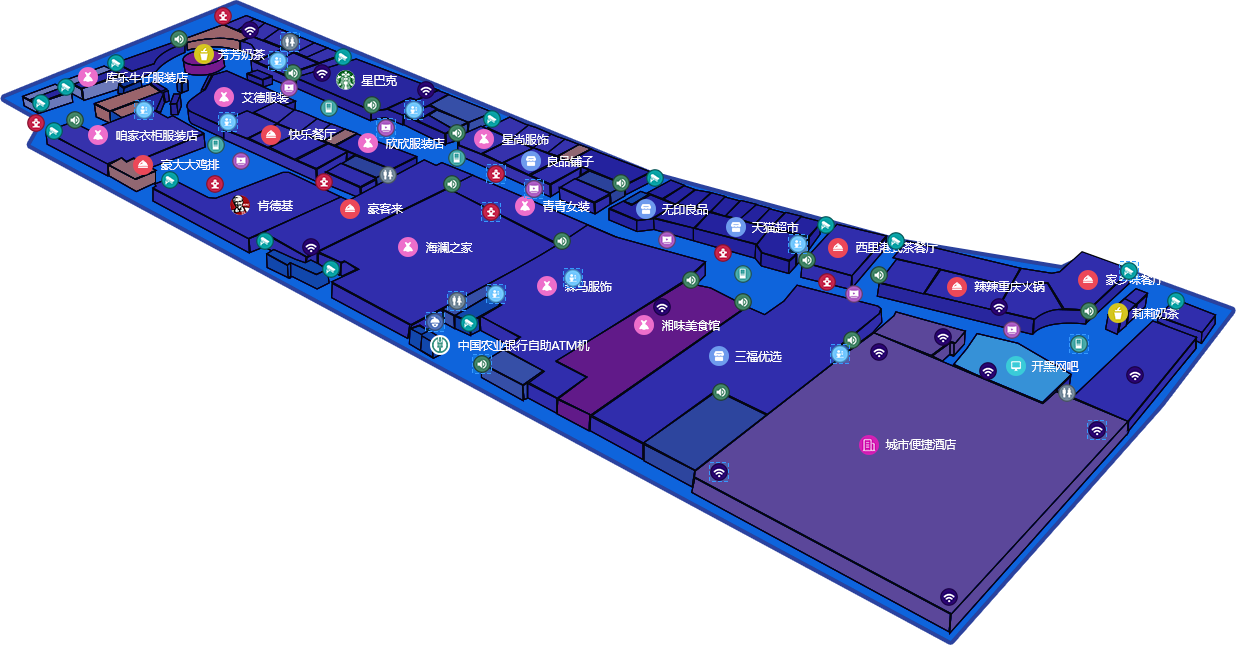 芳芳奶茶
库乐牛仔服装店
星巴克
艾德服装
咱家衣柜服装店
快乐餐厅
欣欣服装店
星尚服饰
良品铺子
豪大大鸡排
肯德基
豪客来
青青女装
无印良品
天猫超市
海澜之家
西里港式茶餐厅
森马服饰
辣辣重庆火锅
家乡味餐厅
莉莉奶茶
湘味美食馆
中国农业银行自助ATM机
三福优选
开黑网吧
城市便捷酒店